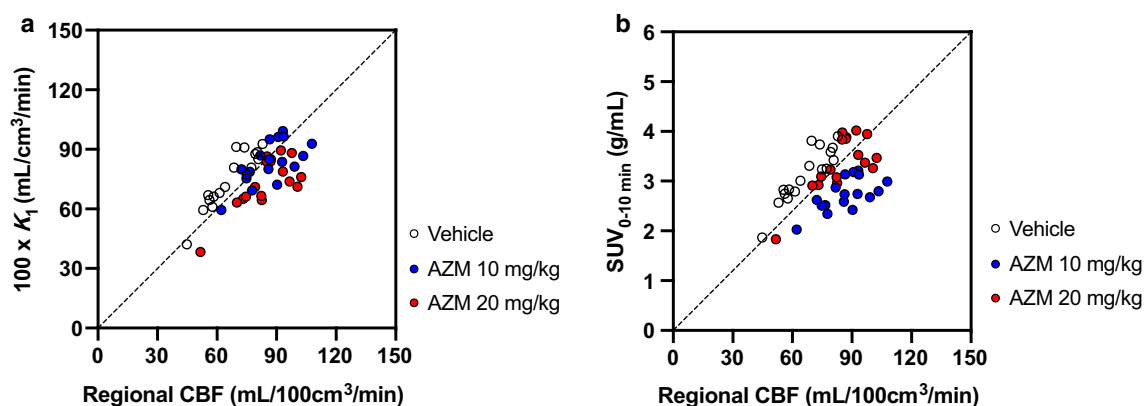 a
100 x K1 (mL/cm³/min)
150
120
90
60
30
0
0 30 60 90 120 150
Regional CBF (mL/100cm³/min)
Vehicle
AZM 10 mg/kg
AZM 20 mg/kg
b
SUV0-10 min (g/mL)
6
5
4
3
2
1
0
0 30 60 90 120 150
Regional CBF (mL/100cm³/min)
Vehicle
AZM 10 mg/kg
AZM 20 mg/kg